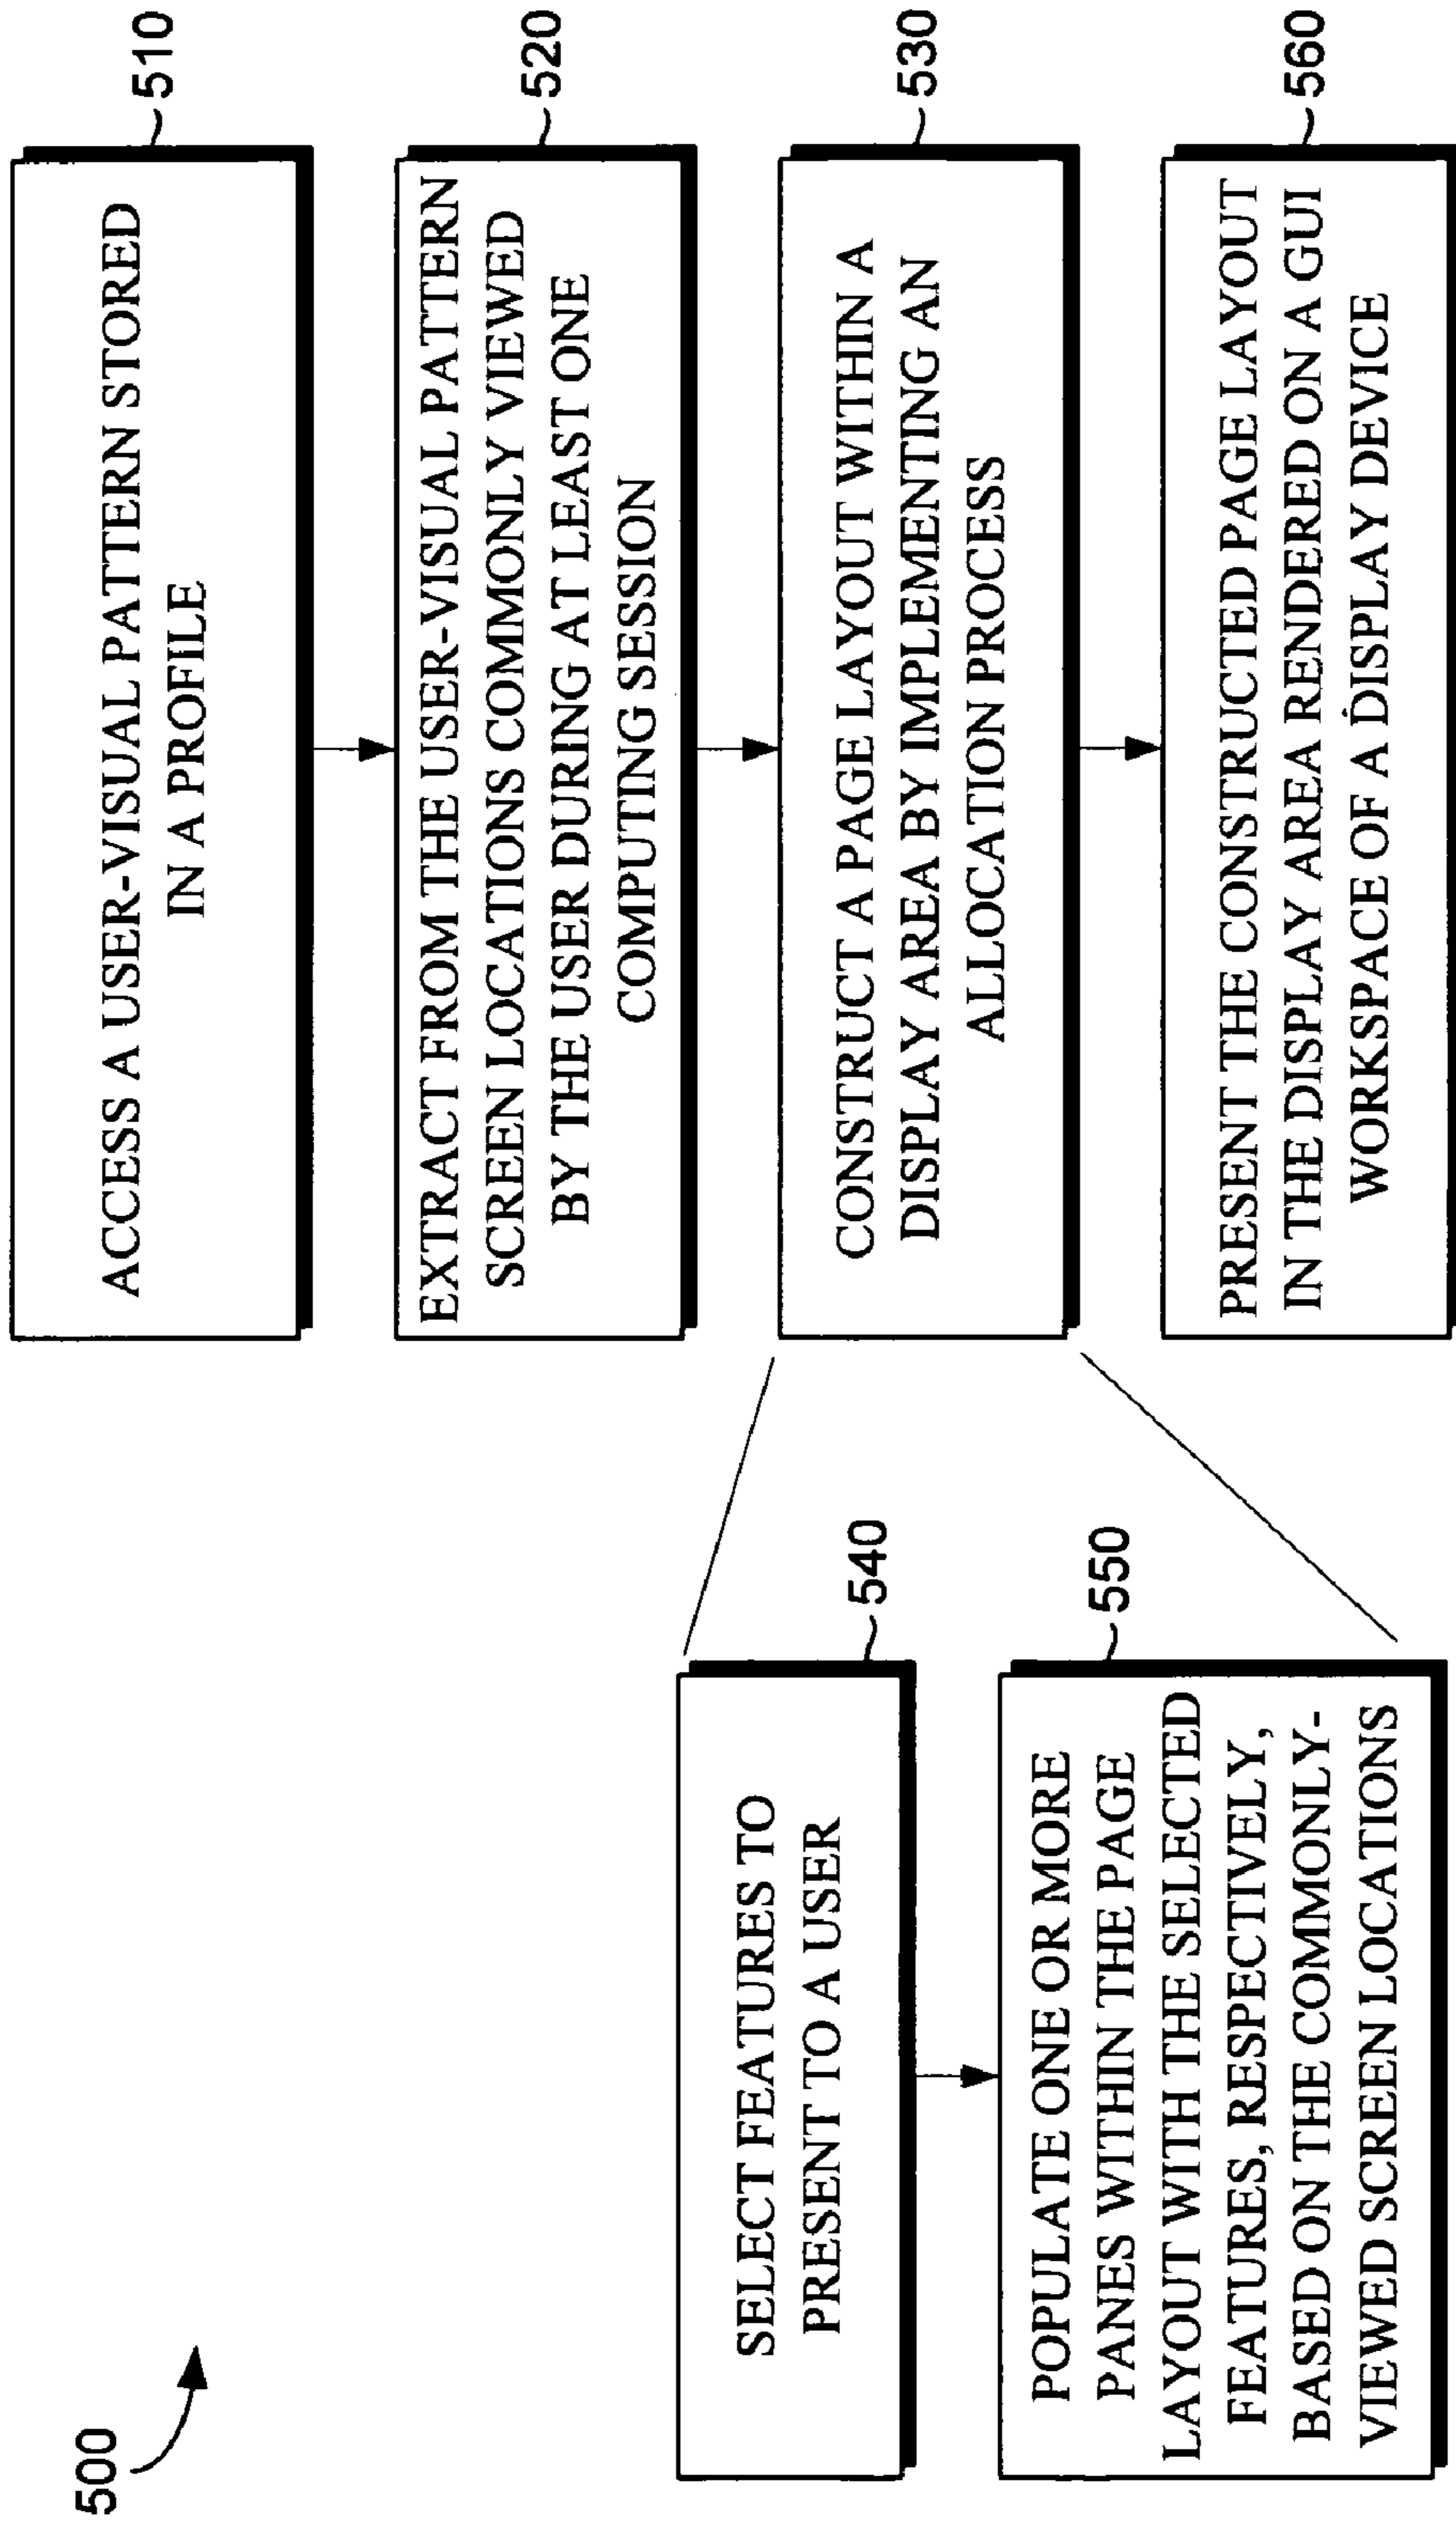 500
ACCESS A USER-VISUAL PATTERN STORED
IN A PROFILE
510
EXTRACT FROM THE USER-VISUAL PATTERN
SCREEN LOCATIONS COMMONLY VIEWED
BY THE USER DURING AT LEAST ONE
COMPUTING SESSION
520
CONSTRUCT A PAGE LAYOUT WITHIN A
DISPLAY AREA BY IMPLEMENTING AN
ALLOCATION PROCESS
530
SELECT FEATURES TO
PRESENT TO A USER
540
POPULATE ONE OR MORE
PANES WITHIN THE PAGE
LAYOUT WITH THE SELECTED
FEATURES, RESPECTIVELY,
BASED ON THE COMMONLY-
VIEWED SCREEN LOCATIONS
550
PRESENT THE CONSTRUCTED PAGE LAYOUT
IN THE DISPLAY AREA RENDERED ON A GUI
WORKSPACE OF A DISPLAY DEVICE
560